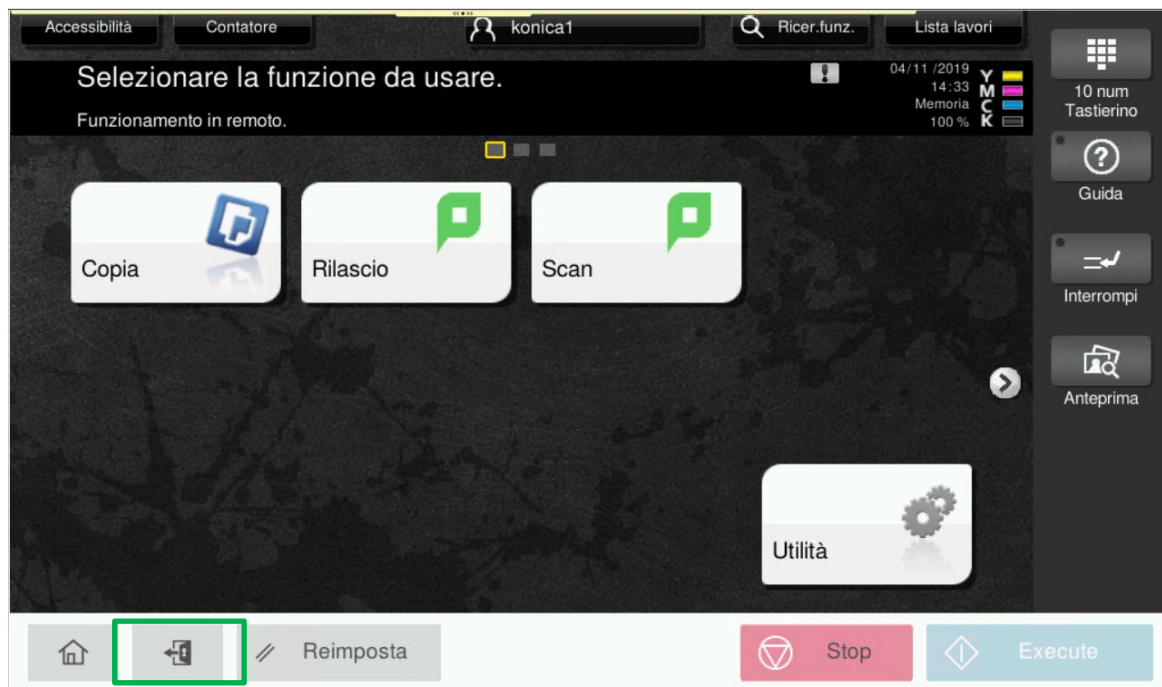 Accessibilità Contatore konica1 Ricer.funz. Lista lavori
Selezionare la funzione da usare.
Funzionamento in remoto.
04/11 /2019
14:33
Memoria
100 %
Y
M
C
K
10 num
Tastierino
Guida
Interrompi
Anteprima
Copia
Rilascio
Scan
Utilità
Reimposta
Stop
Execute